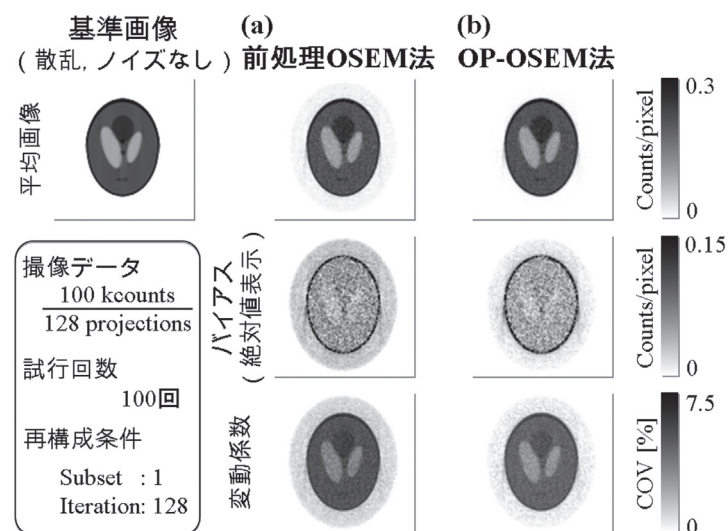 基準画像
( 散乱, ノイズなし )
(a)
前処理OSEM法
(b)
OP-OSEM法
平均画像
0.3
Counts/pixel
0
撮像データ
100 kcounts
128 projections
試行回数
100回
再構成条件
Subset : 1
Iteration: 128
バイアス
( 絶対値表示 )
0.15
Counts/pixel
0
変動係数
7.5
COV [%]
0